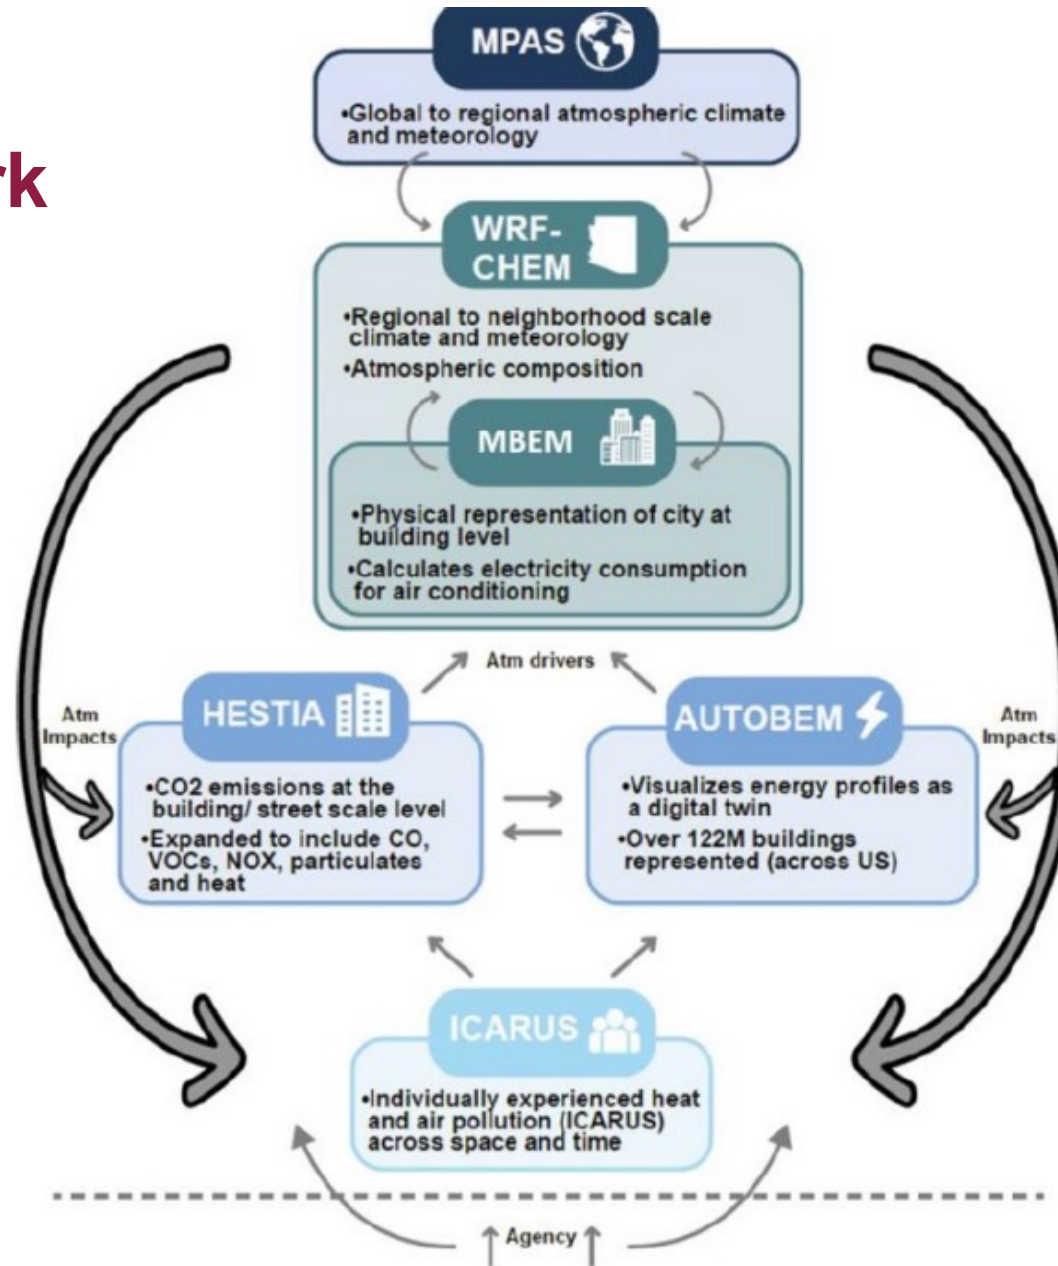 MPAS
•Global to regional atmospheric climate
and meteorology
rk
WRF-
CHEM
•Regional to neighborhood scale
climate and meteorology
•Atmospheric composition
MBEM
•Physical representation of city at
building level
•Calculates electricity consumption
for air conditioning
Atm drivers
HESTIA
AUTOBEM
Atm
Impacts
Atm
Impacts
•CO2 emissions at the
building/ street scale level
•Expanded to include CO,
VOCs, NOX, particulates
and heat
•Visualizes energy profiles as
a digital twin
•Over 122M buildings
represented (across US)
ICARUS
•Individually experienced heat
and air pollution (ICARUS)
across space and time
Agency